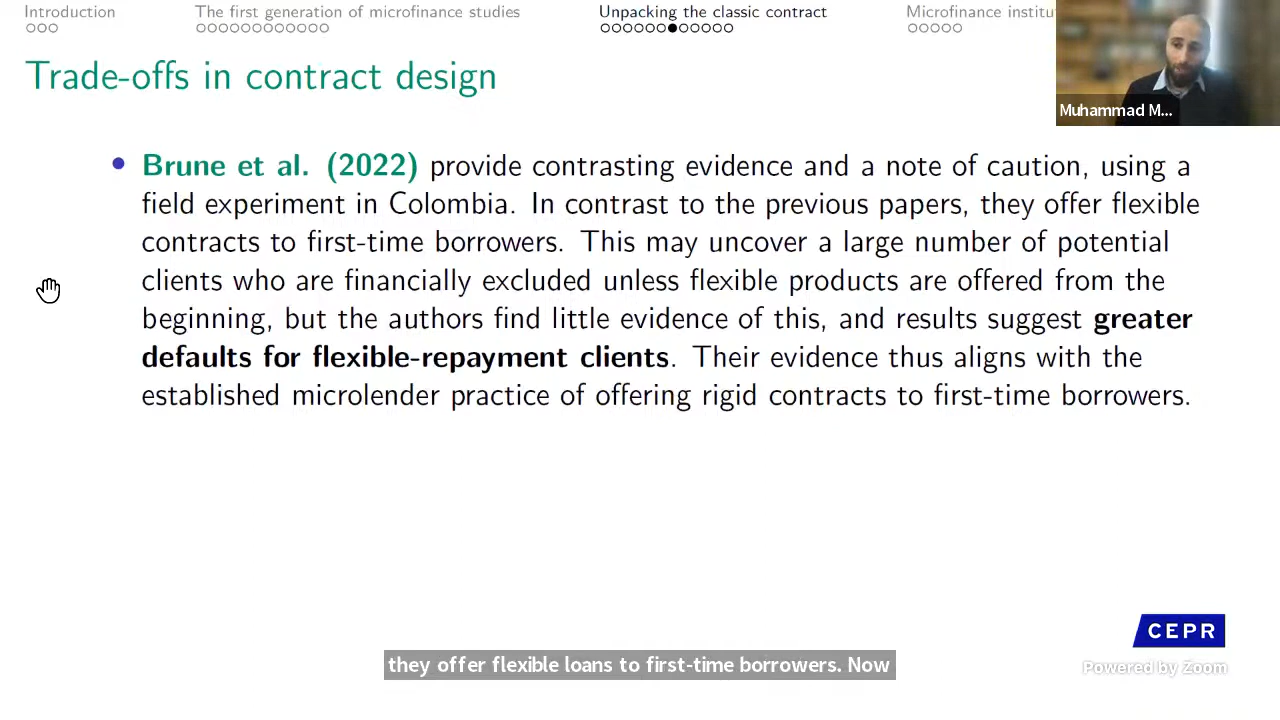 Introduction
The first generation of microfinance studies
Unpacking the classic contract
Microfinance institu
Muhammad M...
Trade-offs in contract design
Brune et al. (2022) provide contrasting evidence and a note of caution, using a
field experiment in Colombia. In contrast to the previous papers, they offer flexible
contracts to first-time borrowers. This may uncover a large number of potential
clients who are financially excluded unless flexible products are offered from the
beginning, but the authors find little evidence of this, and results suggest greater
defaults for flexible-repayment clients. Their evidence thus aligns with the
established microlender practice of offering rigid contracts to first-time borrowers.
CEPR
Powered by Zoom
they offer flexible loans to first-time borrowers. Now